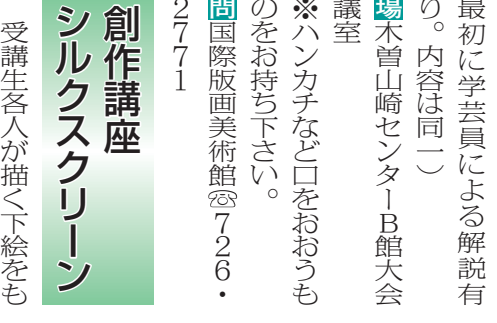 最初に学芸員による解説有
り。内容は同一）
場木曽山崎センターB館大会
議室
※ハンカチなど口をおおうも
のをお持ち下さい。
問国際版画美術館☏726・
2771
創作講座
シルクスクリーン
受講生各人が描く下絵をも